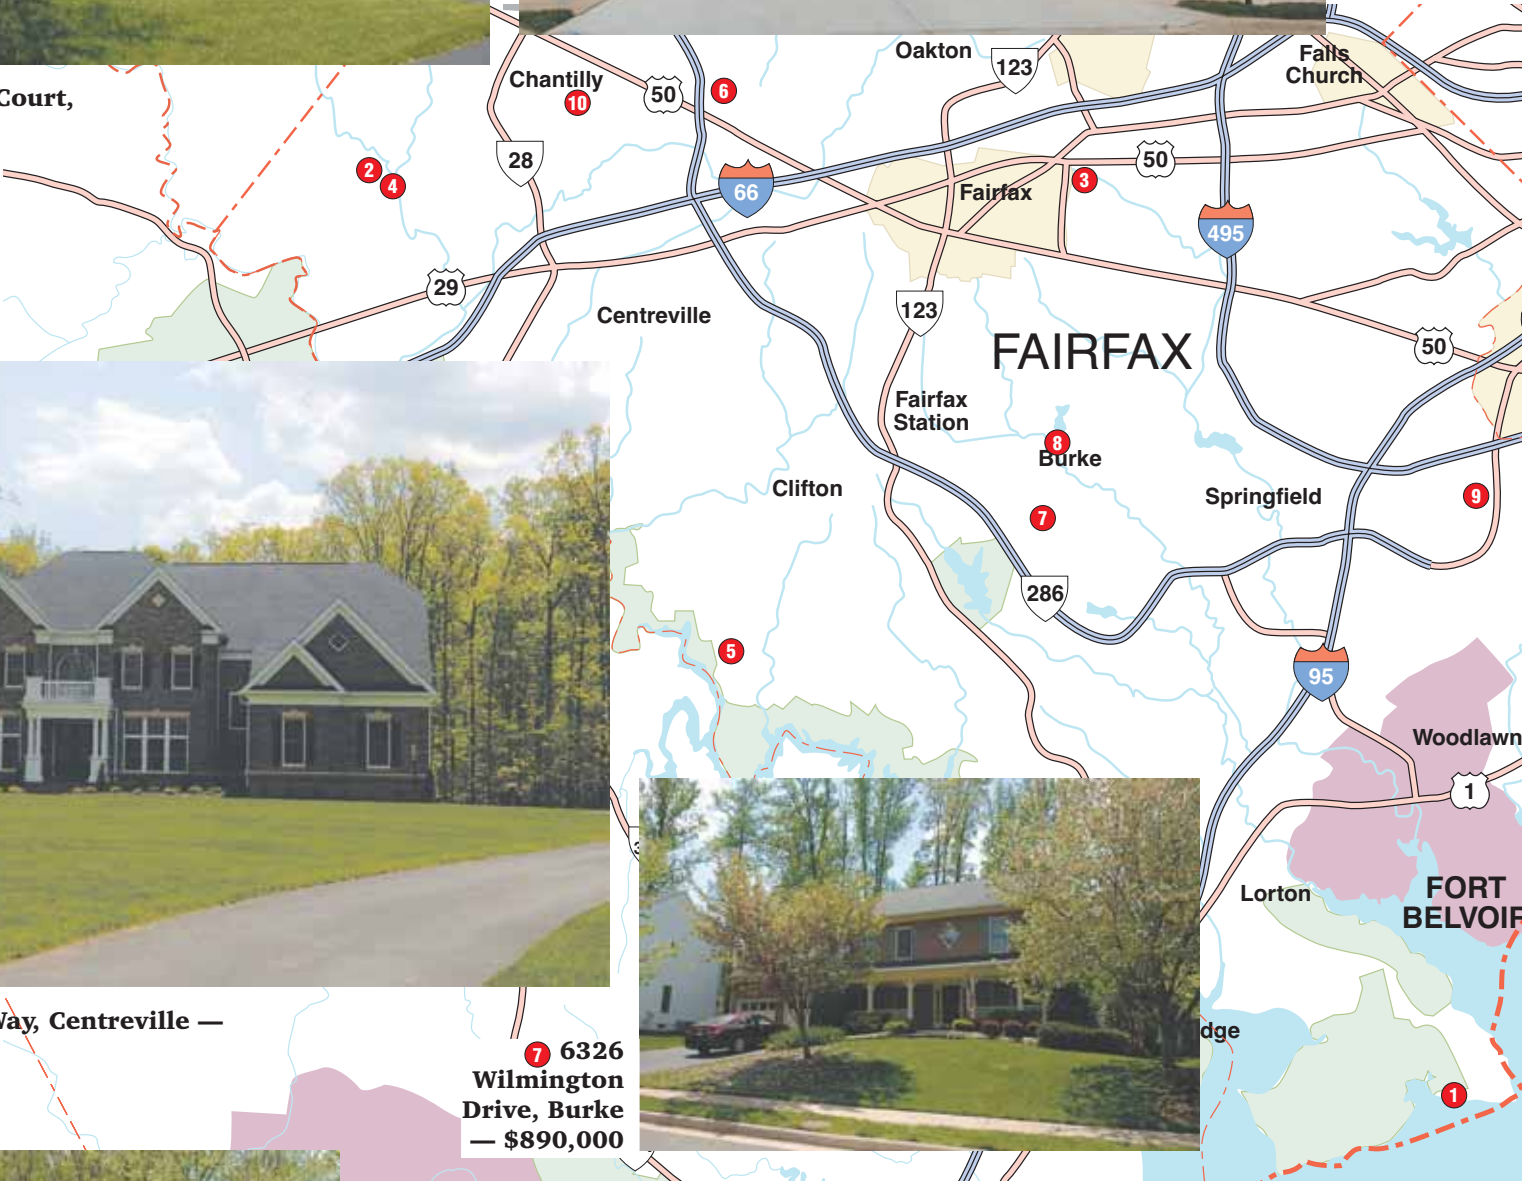 Court,
Chantilly
10
50
6
Oakton
123
Falls
Church
28
2
4
66
Fairfax
3
50
495
29
Centreville
123
FAIRFAX
50
Fairfax
Station
8
Burke
Clifton
7
Springfield
9
286
5
95
Woodlawn
1
Lorton
FORT
BELVOIR
Way, Centreville —
7 6326
Wilmington
Drive, Burke
— $890,000
dge
1